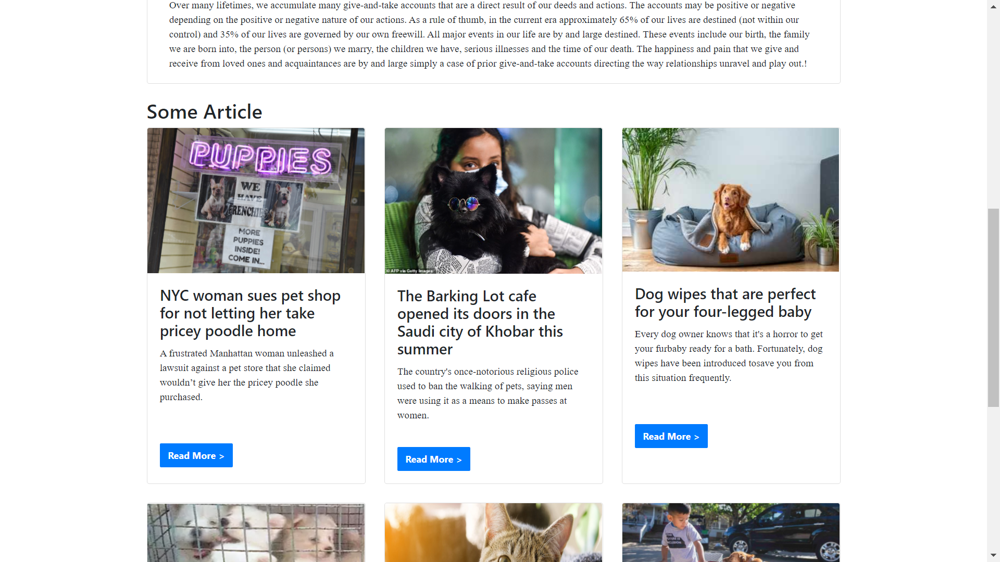 Over many lifetimes, we accumulate many give-and-take accounts that are a direct result of our deeds and actions. The accounts may be positive or negative
depending on the positive or negative nature of our actions. As a rule of thumb, in the current era approximately 65% of our lives are destined (not within our
control) and 35% of our lives are governed by our own freewill. All major events in our life are by and large destined. These events include our birth, the family
we are born into, the person (or persons) we marry, the children we have, serious illnesses and the time of our death. The happiness and pain that we give and
receive from loved ones and acquaintances are by and large simply a case of prior give-and-take accounts directing the way relationships unravel and play out.!
Some Article
PUPPIES
WE
HAVE
FRENCHIES
MORE
PUPPIES
INSIDE!
COME IN...
NYC woman sues pet shop
for not letting her take
pricey poodle home
A frustrated Manhattan woman unleashed a
lawsuit against a pet store that she claimed
wouldn’t give her the pricey poodle she
purchased.
Read More >
© AFP via Getty Images
The Barking Lot cafe
opened its doors in the
Saudi city of Khobar this
summer
The country's once-notorious religious police
used to ban the walking of pets, saying men
were using it as a means to make passes at
women.
Read More >
Dog wipes that are perfect
for your four-legged baby
Every dog owner knows that it's a horror to get
your furbaby ready for a bath. Fortunately, dog
wipes have been introduced tosave you from
this situation frequently.
Read More >
THE
FUTURE IS
INCLUSION.